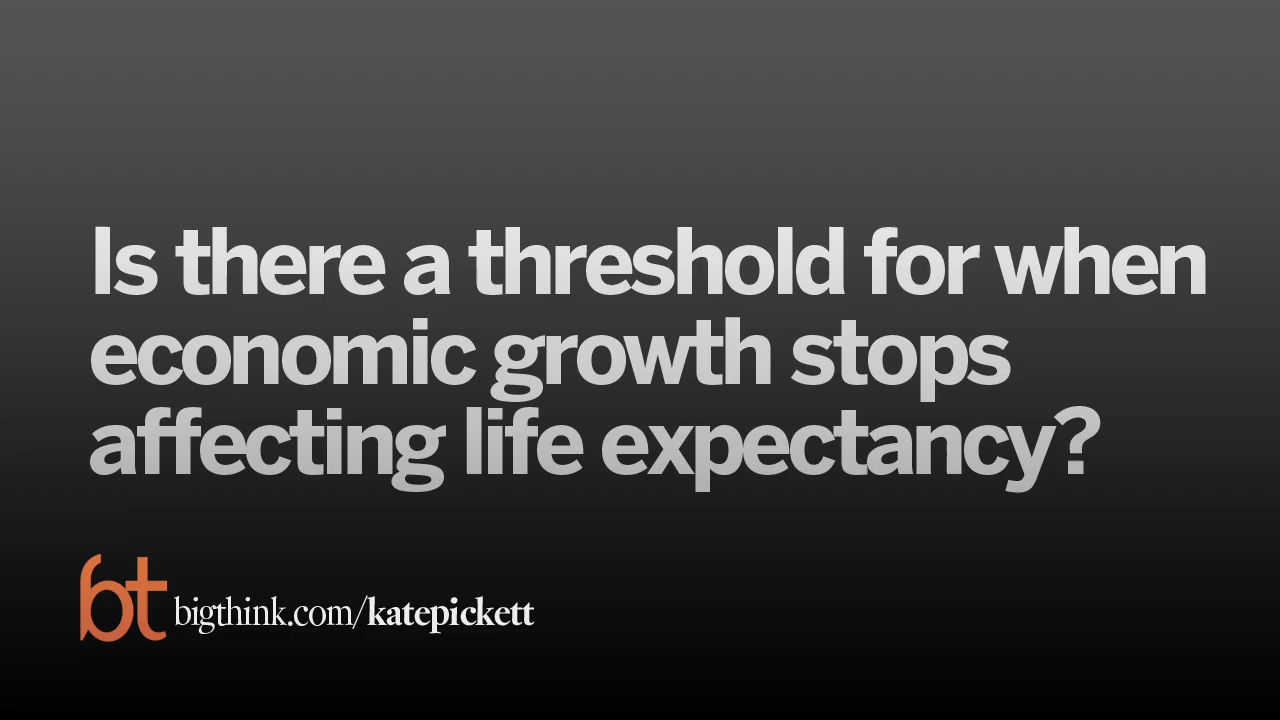 Is there a threshold for when
economic growth stops
affecting life expectancy?
bt bigthink.com/katepickett